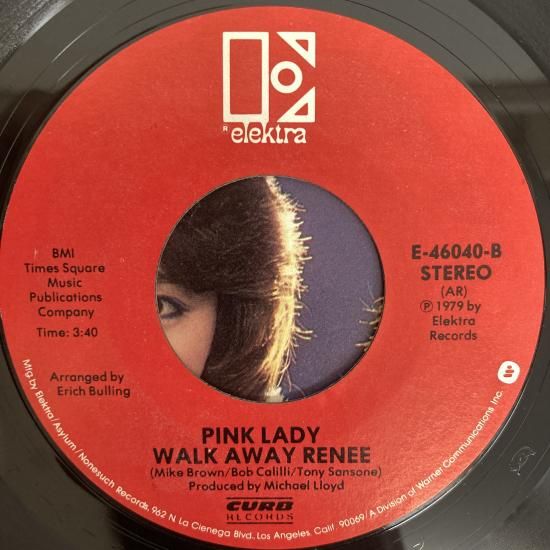 R elektra
BMI
Times Square
Music
Publications
Company
Time: 3:40
Arranged by
Erich Bulling
E-46040-B
STEREO
(AR)
℗ 1979 by
Elektra
Records
PINK LADY
WALK AWAY RENEE
(Mike Brown/Bob Calilli/Tony Sansone)
Produced by Michael Lloyd
CURB
RECORDS
Mfg by Elektra/Asylum/Nonesuch Records, 962 N La Cienega Blvd., Los Angeles, Calif. 90069/A Division of Warner Communications Inc.